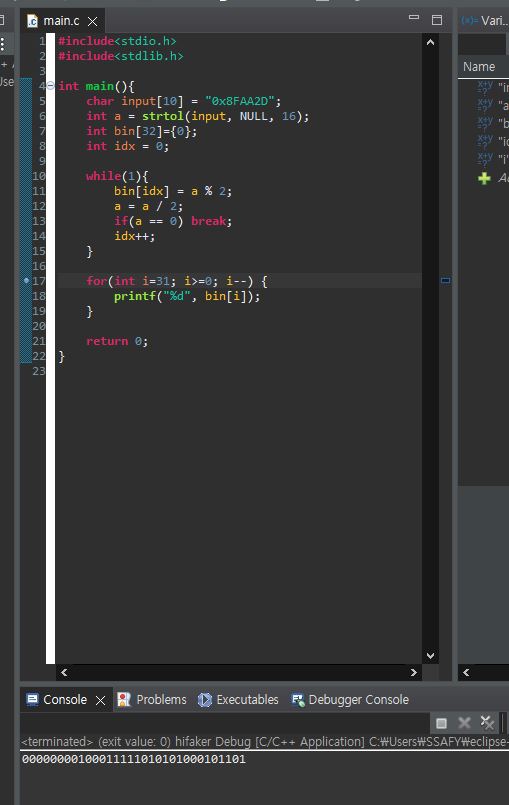 main.c
1 #include<stdio.h>
2 #include<stdlib.h>
3
4 int main(){
5 char input[10] = "0x8FAA2D";
6 int a = strtol(input, NULL, 16);
7 int bin[32]={0};
8 int idx = 0;
9
10 while(1){
11 bin[idx] = a % 2;
12 a = a / 2;
13 if(a == 0) break;
14 idx++;
15 }
16
17 for(int i=31; i>=0; i--) {
18 printf("%d", bin[i]);
19 }
20
21 return 0;
22 }
23
(x)= Vari...
Name
"i"
Console Problems Executables Debugger Console
<terminated> (exit value: 0) hifaker Debug [C/C++ Application] C:₩Users₩SSAFY₩eclipse-
00000000100011111010101000101101